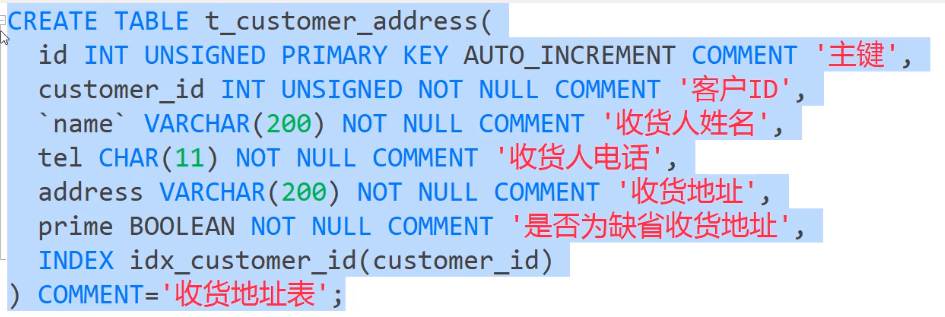 CREATE TABLE t_customer_address(
id INT UNSIGNED PRIMARY KEY AUTO_INCREMENT COMMENT '主键',
customer_id INT UNSIGNED NOT NULL COMMENT '客户ID',
`name` VARCHAR(200) NOT NULL COMMENT '收货人姓名',
tel CHAR(11) NOT NULL COMMENT '收货人电话',
address VARCHAR(200) NOT NULL COMMENT '收货地址',
prime BOOLEAN NOT NULL COMMENT '是否为缺省收货地址',
INDEX idx_customer_id(customer_id)
) COMMENT='收货地址表';